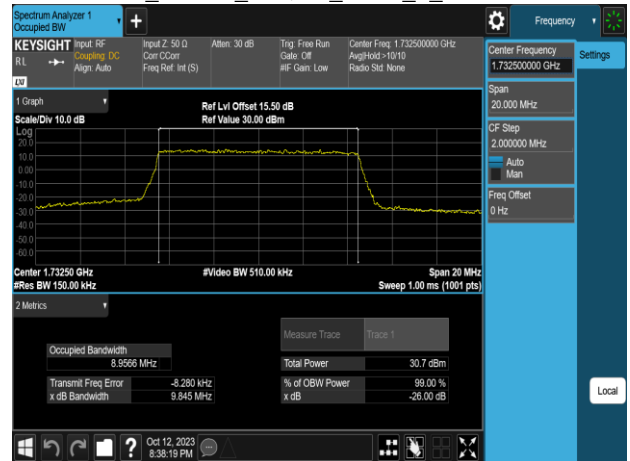 Spectrum Analyzer 1
Occupied BW
Frequency
KEYSIGHT
R L
LXI
Input: RF
Coupling: DC
Align: Auto
Input Z: 50 Ω
Corr CCorr
Freq Ref: Int (S)
Atten: 30 dB
Trig: Free Run
Gate: Off
#IF Gain: Low
Center Freq: 1.732500000 GHz
Avg|Hold:>10/10
Radio Std: None
Center Frequency
1.732500000 GHz
Settings
Span
20.000 MHz
CF Step
2.000000 MHz
Auto
Man
Freq Offset
0 Hz
1 Graph
Scale/Div 10.0 dB
Ref Lvl Offset 15.50 dB
Ref Value 30.00 dBm
Log
20.0
10.0
0.00
-10.0
-20.0
-30.0
-40.0
-50.0
-60.0
Center 1.73250 GHz
#Res BW 150.00 kHz
#Video BW 510.00 kHz
Span 20 MHz
Sweep 1.00 ms (1001 pts)
2 Metrics
Measure Trace
Trace 1
Occupied Bandwidth
8.9566 MHz
Total Power
30.7 dBm
Transmit Freq Error
-8.280 kHz
% of OBW Power
99.00 %
x dB Bandwidth
9.845 MHz
x dB
-26.00 dB
Local
?
Oct 12, 2023
8:38:19 PM